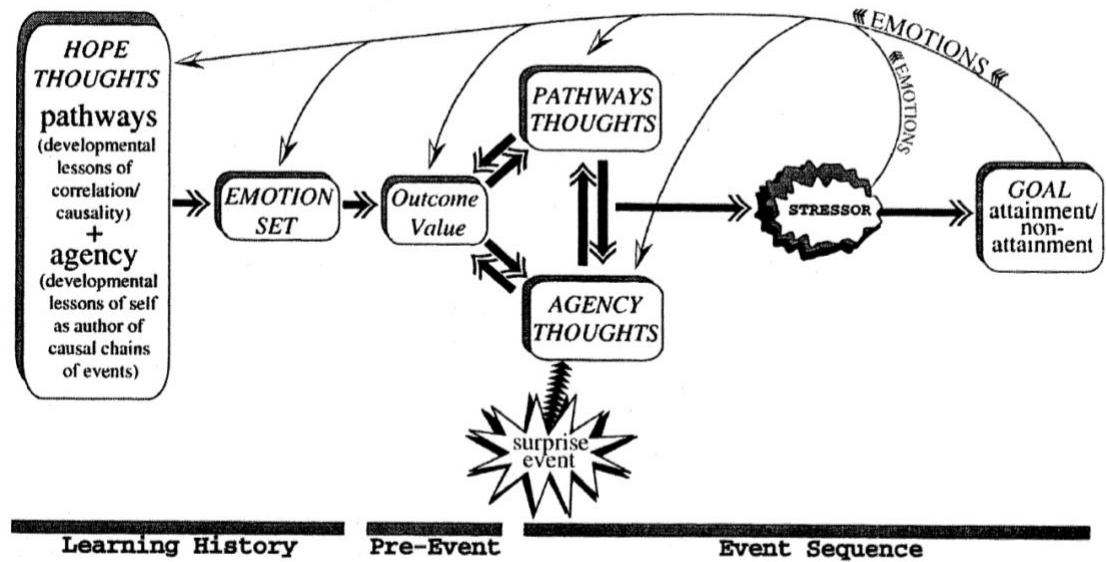 HOPE
THOUGHTS
pathways
(developmental
lessons of
correlation/
causality)
+
agency
(developmental
lessons of self
as author of
causal chains
of events)
EMOTION
SET
Outcome
Value
PATHWAYS
THOUGHTS
AGENCY
THOUGHTS
surprise
event
STRESSOR
EMOTIONS
EMOTIONS
GOAL
attainment/
non-
attainment
Learning History
Pre-Event
Event Sequence